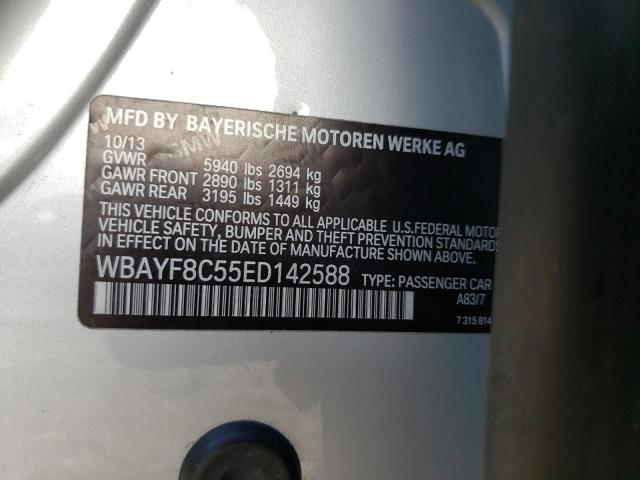 MFD BY BAYERISCHE MOTOREN WERKE AG
10/13
GVWR 5940 lbs 2694 kg
GAWR FRONT 2890 lbs 1311 kg
GAWR REAR 3195 lbs 1449 kg
THIS VEHICLE CONFORMS TO ALL APPLICABLE U.S.FEDERAL MOTOR
VEHICLE SAFETY, BUMPER, AND THEFT PREVENTION STANDARDS
IN EFFECT ON THE DATE OF MANUFACTURE SHOWN ABOVE.
WBAYF8C55ED142588 TYPE: PASSENGER CAR
A83/7
7 315 814